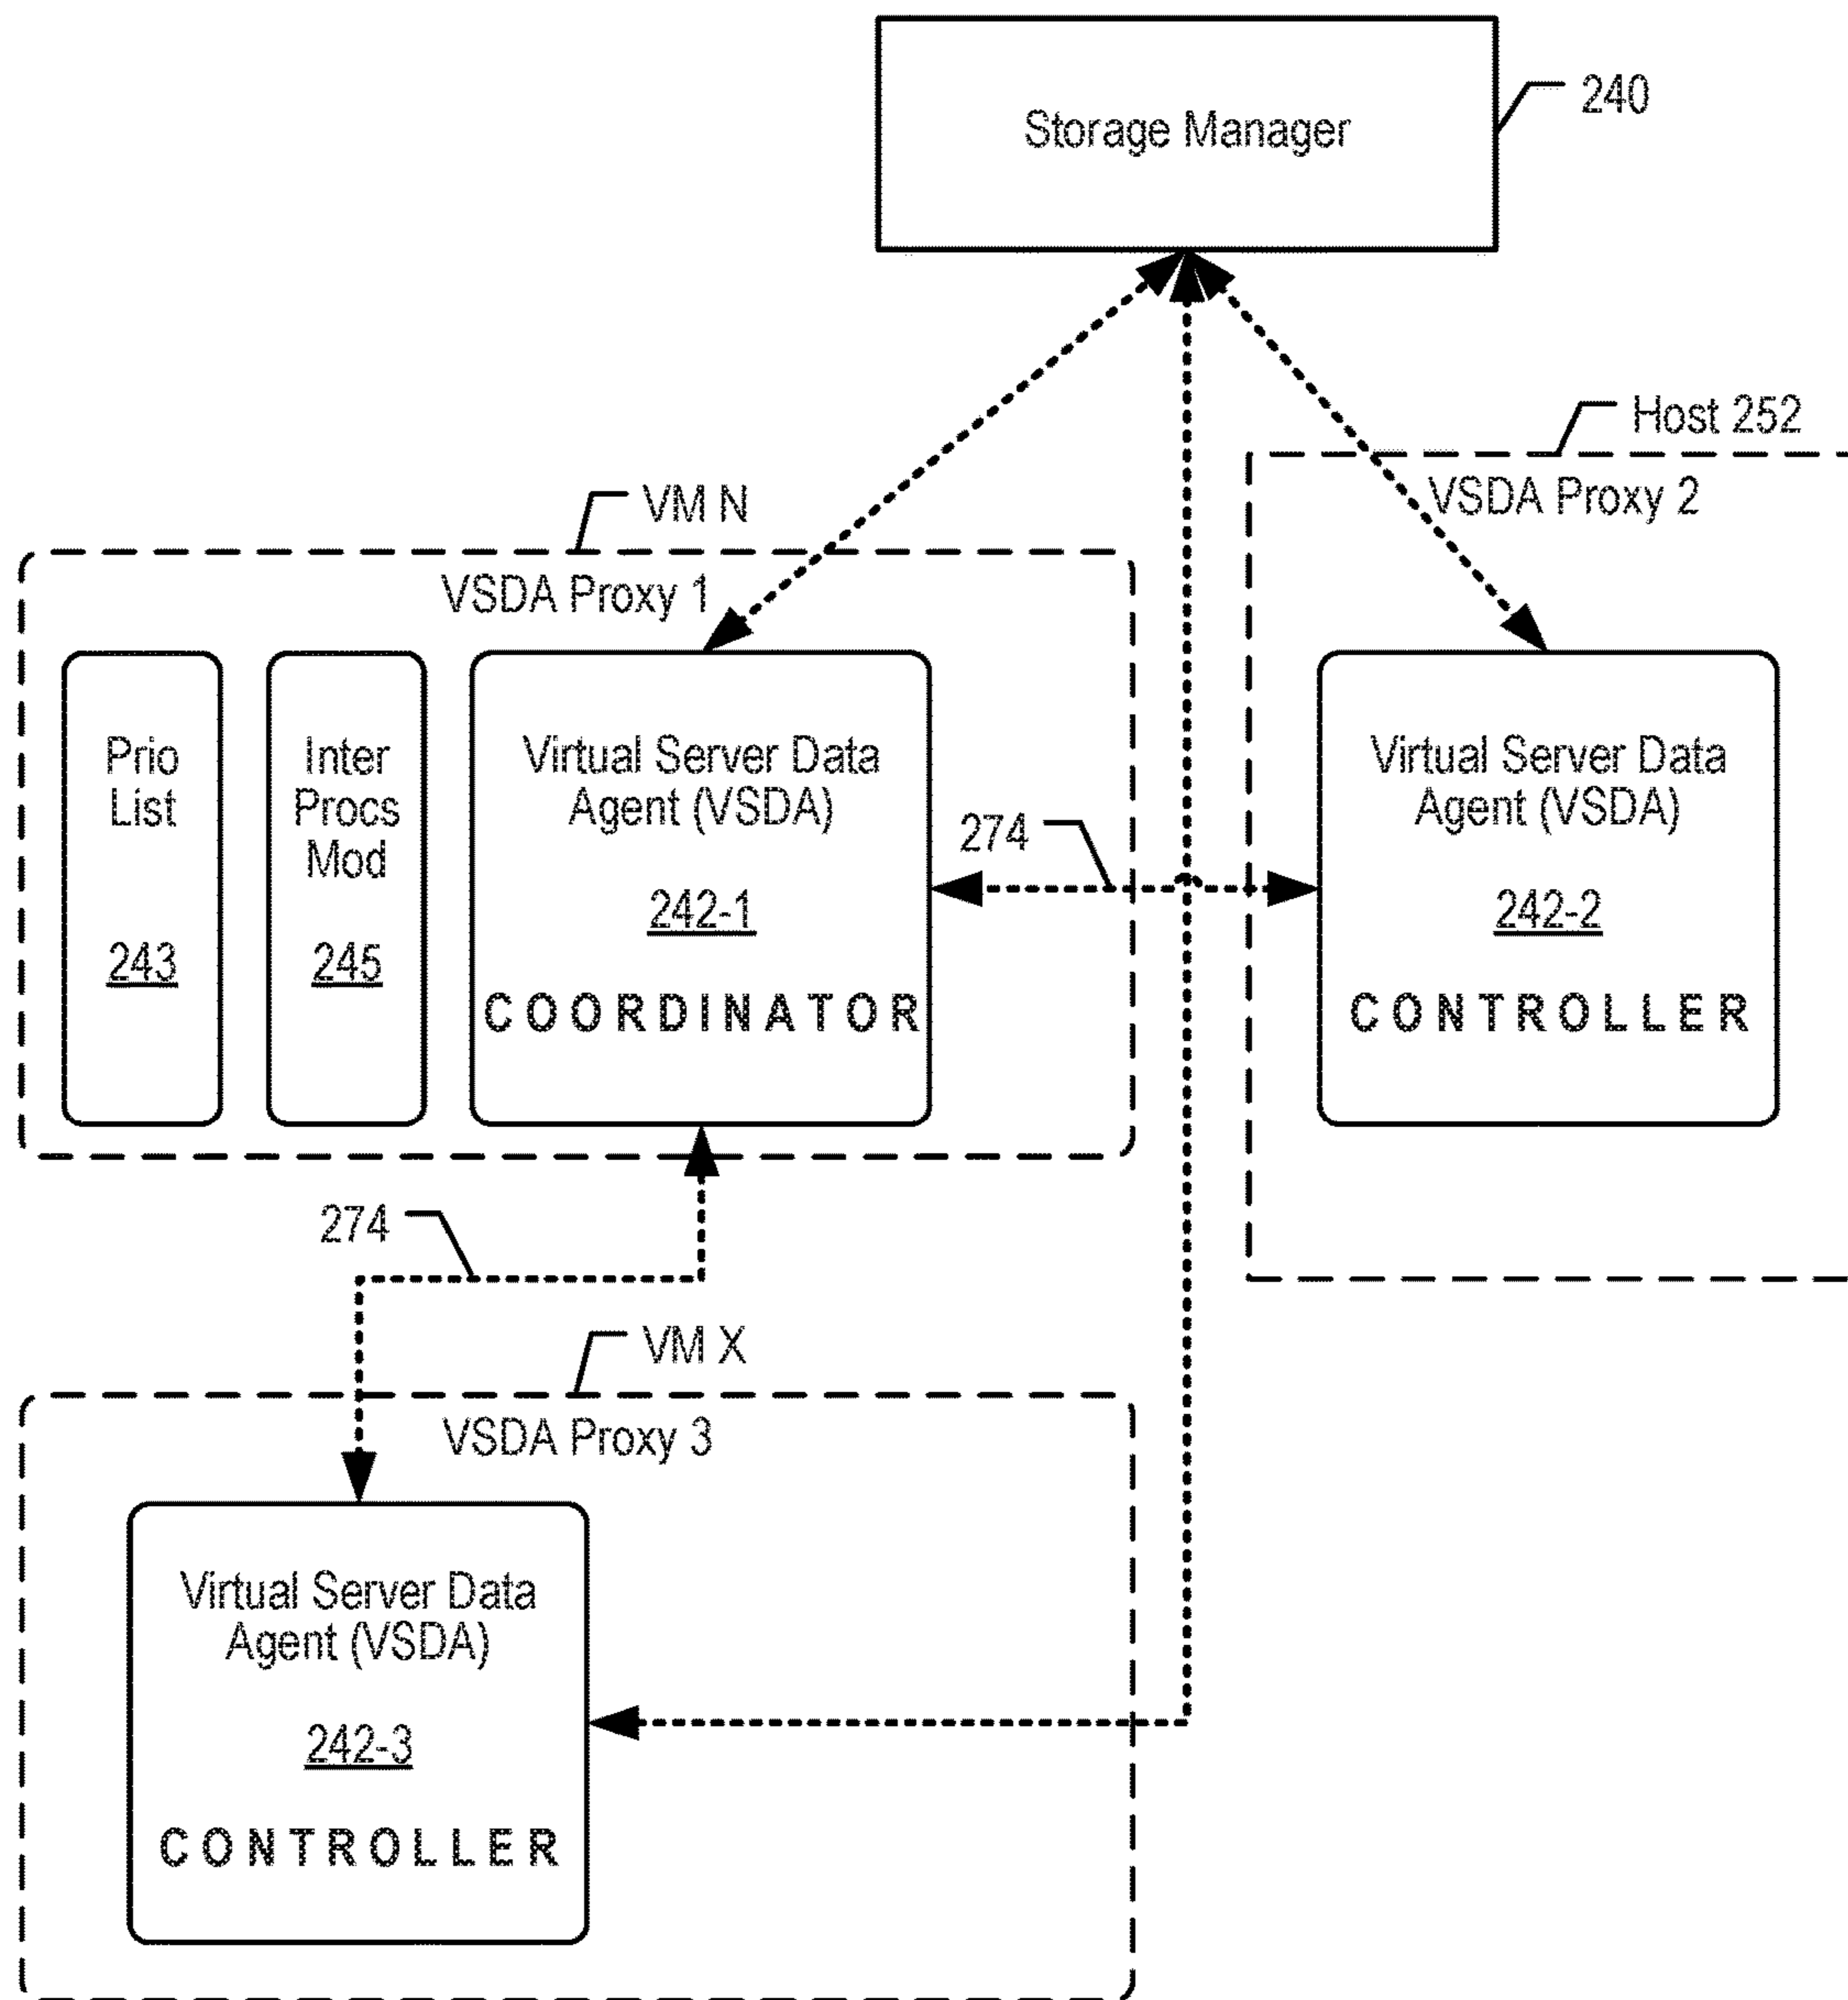 Storage Manager
240
Host 252
VSDA Proxy 2
VM N
VSDA Proxy 1
Prio
List
243
Inter
Procs
Mod
245
Virtual Server Data
Agent (VSDA)
242-1
COORDINATOR
274
Virtual Server Data
Agent (VSDA)
242-2
CONTROLLER
274
VM X
VSDA Proxy 3
Virtual Server Data
Agent (VSDA)
242-3
CONTROLLER